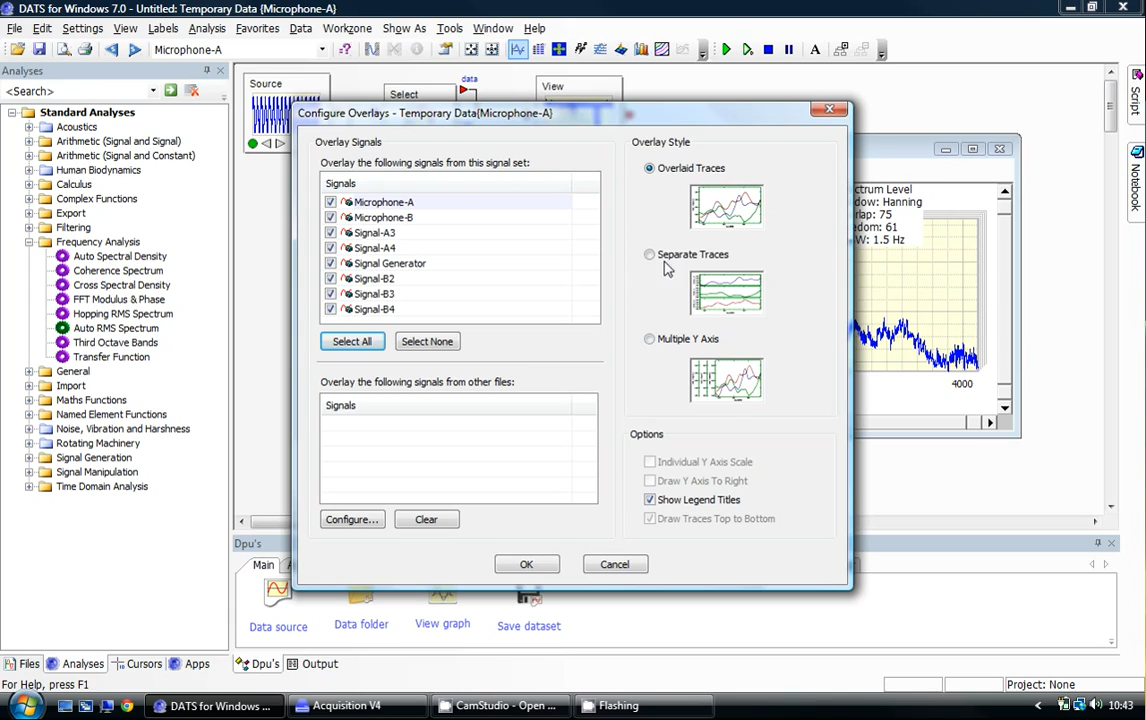 DATS for Windows 7.0 - Untitled: Temporary Data {Microphone-A}
File Edit Settings View Labels Analysis Favorites Data Workzone Show As Tools Window Help
Microphone-A
Analyses
<Search>
Standard Analyses
Acoustics
Arithmetic (Signal and Signal)
Arithmetic (Signal and Constant)
Human Biodynamics
Calculus
Complex Functions
Export
Filtering
Frequency Analysis
Auto Spectral Density
Coherence Spectrum
Cross Spectral Density
FFT Modulus & Phase
Hopping RMS Spectrum
Auto RMS Spectrum
Third Octave Bands
Transfer Function
General
Import
Maths Functions
Named Element Functions
Noise, Vibration and Harshness
Rotating Machinery
Signal Generation
Signal Manipulation
Time Domain Analysis
Source
Select
data
View
Configure Overlays - Temporary Data{Microphone-A}
Overlay Signals
Overlay the following signals from this signal set:
Signals
Microphone-A
Microphone-B
Signal-A3
Signal-A4
Signal Generator
Signal-B2
Signal-B3
Signal-B4
Select All Select None
Overlay the following signals from other files:
Signals
Configure... Clear
Overlay Style
Overlaid Traces
Separate Traces
Multiple Y Axis
Options
Individual Y Axis Scale
Draw Y Axis To Right
Show Legend Titles
Draw Traces Top to Bottom
OK Cancel
ctrum Level
dow: Hanning
rlap: 75
edom: 61
W: 1.5 Hz
4000
Script
Notebook
Dpu's
Main
Data source Data folder View graph Save dataset
Files Analyses Cursors Apps
Dpu's Output
For Help, press F1
Project: None
DATS for Windows 7.0 ... Acquisition V4 CamStudio - Open ... Flashing 10:43